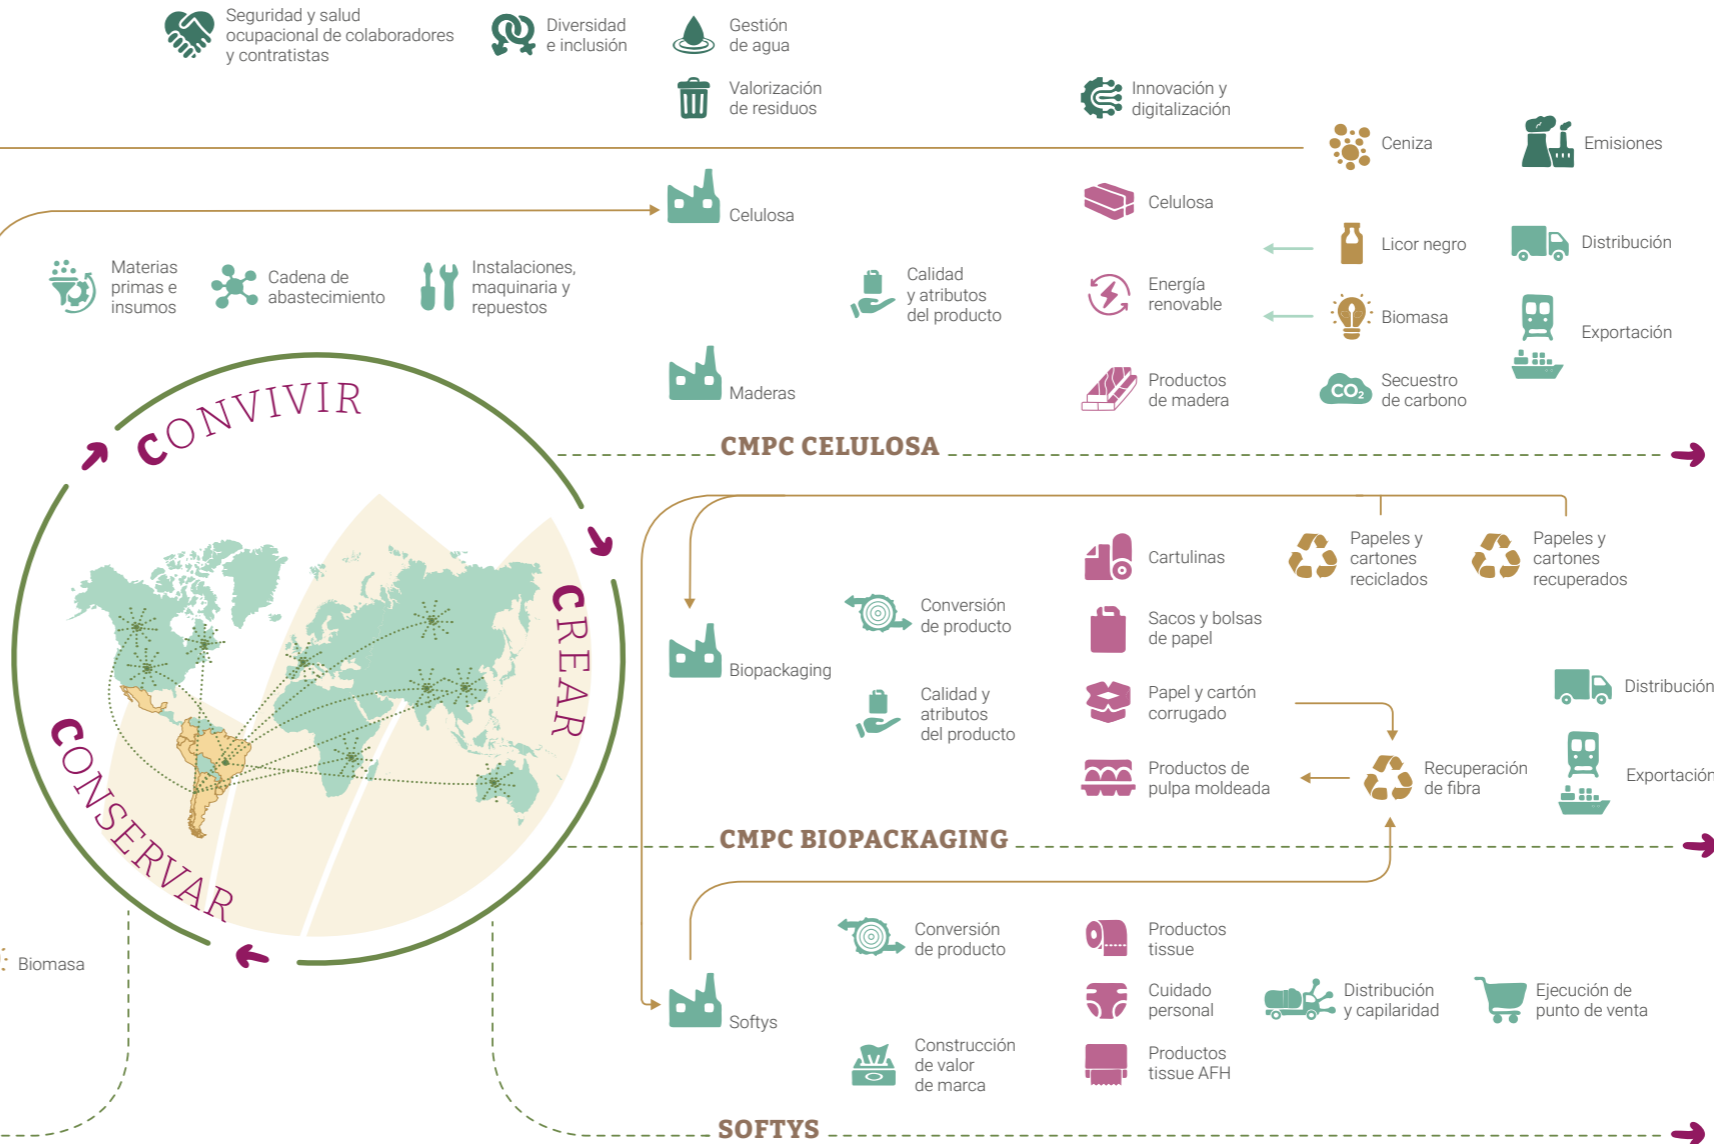 Seguridad y salud
ocupacional de colaboradores
y contratistas
Diversidad
e inclusión
Gestión
de agua
Valorización
de residuos
Innovación y
digitalización
Ceniza
Emisiones
Celulosa
Celulosa
Licor negro
Distribución
Materias
primas e
insumos
Cadena de
abastecimiento
Instalaciones,
maquinaria y
repuestos
Calidad
y atributos
del producto
Energía
renovable
Biomasa
Exportación
Maderas
Productos
de madera
CO2
Secuestro
de carbono
CMPC CELULOSA
CONVIVIR
CREAR
CONSERVAR
Biomasa
Papeles y
cartones
reciclados
Papeles y
cartones
recuperados
Cartulinas
Conversión
de producto
Sacos y bolsas
de papel
Biopackaging
Calidad y
atributos
del producto
Papel y cartón
corrugado
Distribución
Productos de
pulpa moldeada
Recuperación
de fibra
Exportación
CMPC BIOPACKAGING
Conversión
de producto
Productos
tissue
Softys
Cuidado
personal
Distribución
y capilaridad
Ejecución de
punto de venta
Construcción
de valor
de marca
Productos
tissue AFH
SOFTYS